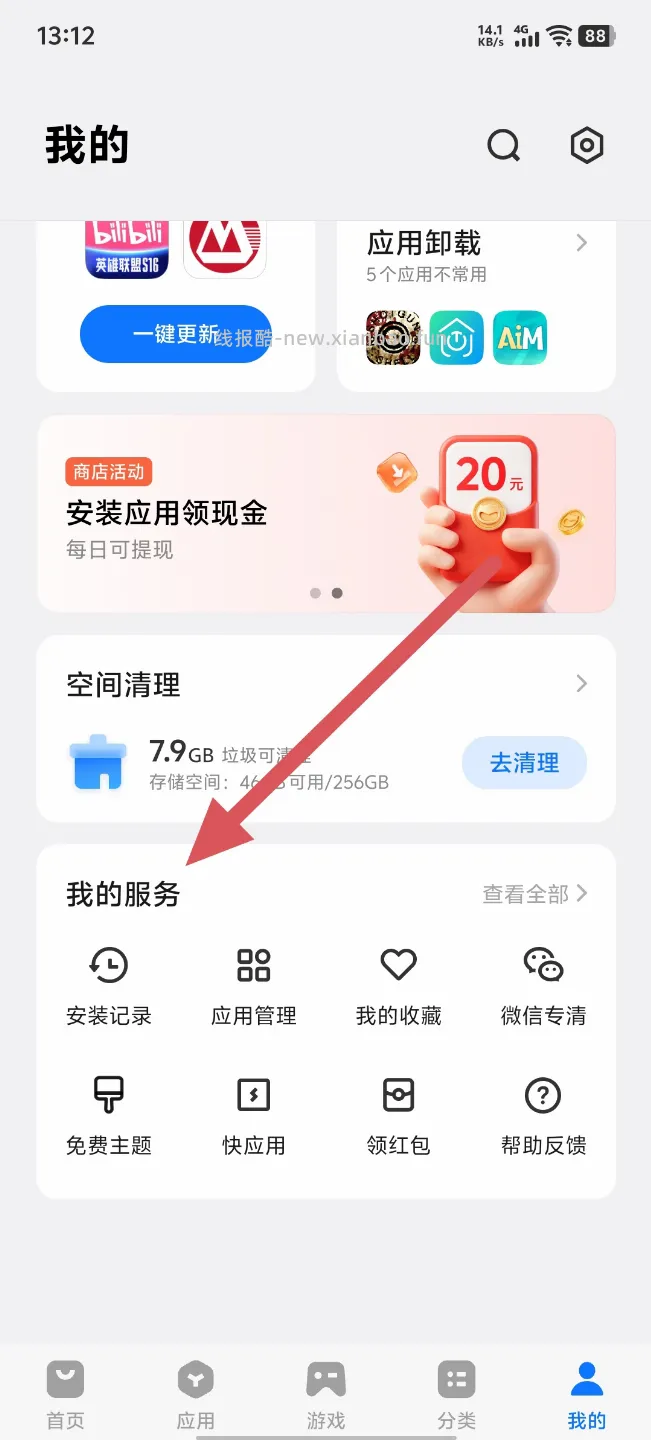 13:12
14.1 KB/s 4G 88
我的
bilibili
英雄联盟S16
应用卸载
5个应用不常用
一键更新
线报酷-new.xianbao.fun
AiM
商店活动
安装应用领现金
每日可提现
20元
空间清理
7.9GB 垃圾可清理
存储空间：46 可用/256GB
去清理
我的服务
查看全部
安装记录 应用管理 我的收藏 微信专清
免费主题 快应用 领红包 帮助反馈
首页 应用 游戏 分类 我的